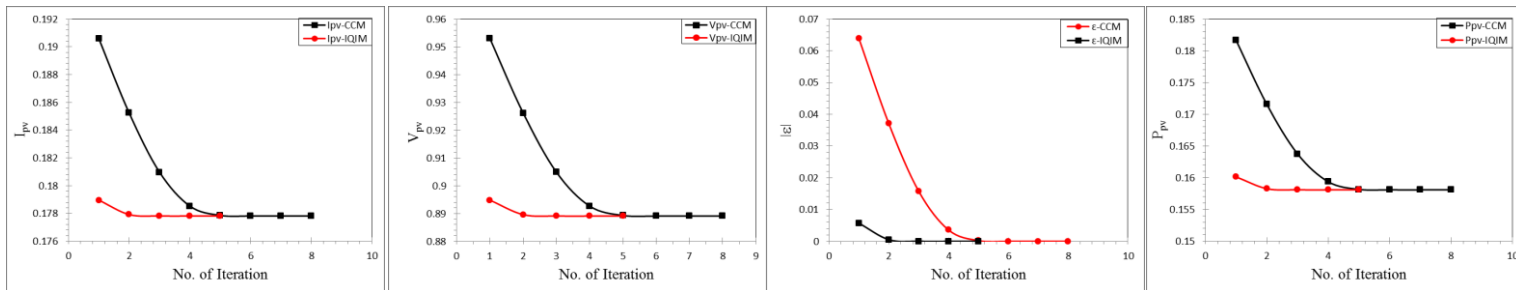 0.192
0.19
0.188
0.186
0.184
0.182
0.18
0.178
0.176
I_pv
0 2 4 6 8 10
No. of Iteration
Ipv-CCM
Ipv-IQIM
0.96
0.95
0.94
0.93
0.92
0.91
0.9
0.89
0.88
V_pv
0 1 2 3 4 5 6 7 8 9
No. of Iteration
Vpv-CCM
Vpv-IQIM
0.07
0.06
0.05
0.04
0.03
0.02
0.01
0
|ε|
0 2 4 6 8 10
No. of Iteration
ε-CCM
ε-IQIM
0.185
0.18
0.175
0.17
0.165
0.16
0.155
0.15
P_pv
0 2 4 6 8 10
No. of Iteration
Ppv-CCM
Ppv-IQIM